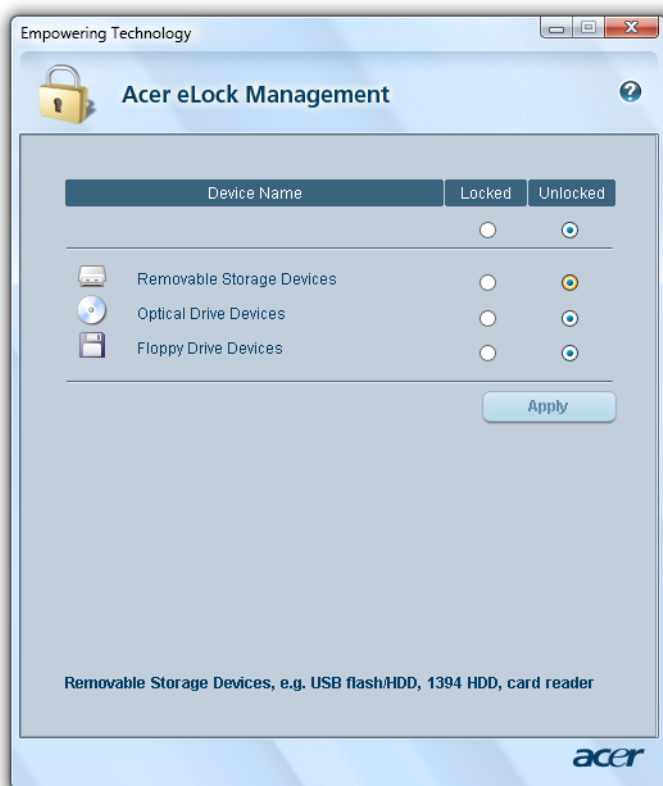 Empowering Technology
Acer eLock Management
Device Name Locked Unlocked
Removable Storage Devices
Optical Drive Devices
Floppy Drive Devices
Apply
Removable Storage Devices, e.g. USB flash/HDD, 1394 HDD, card reader
acer